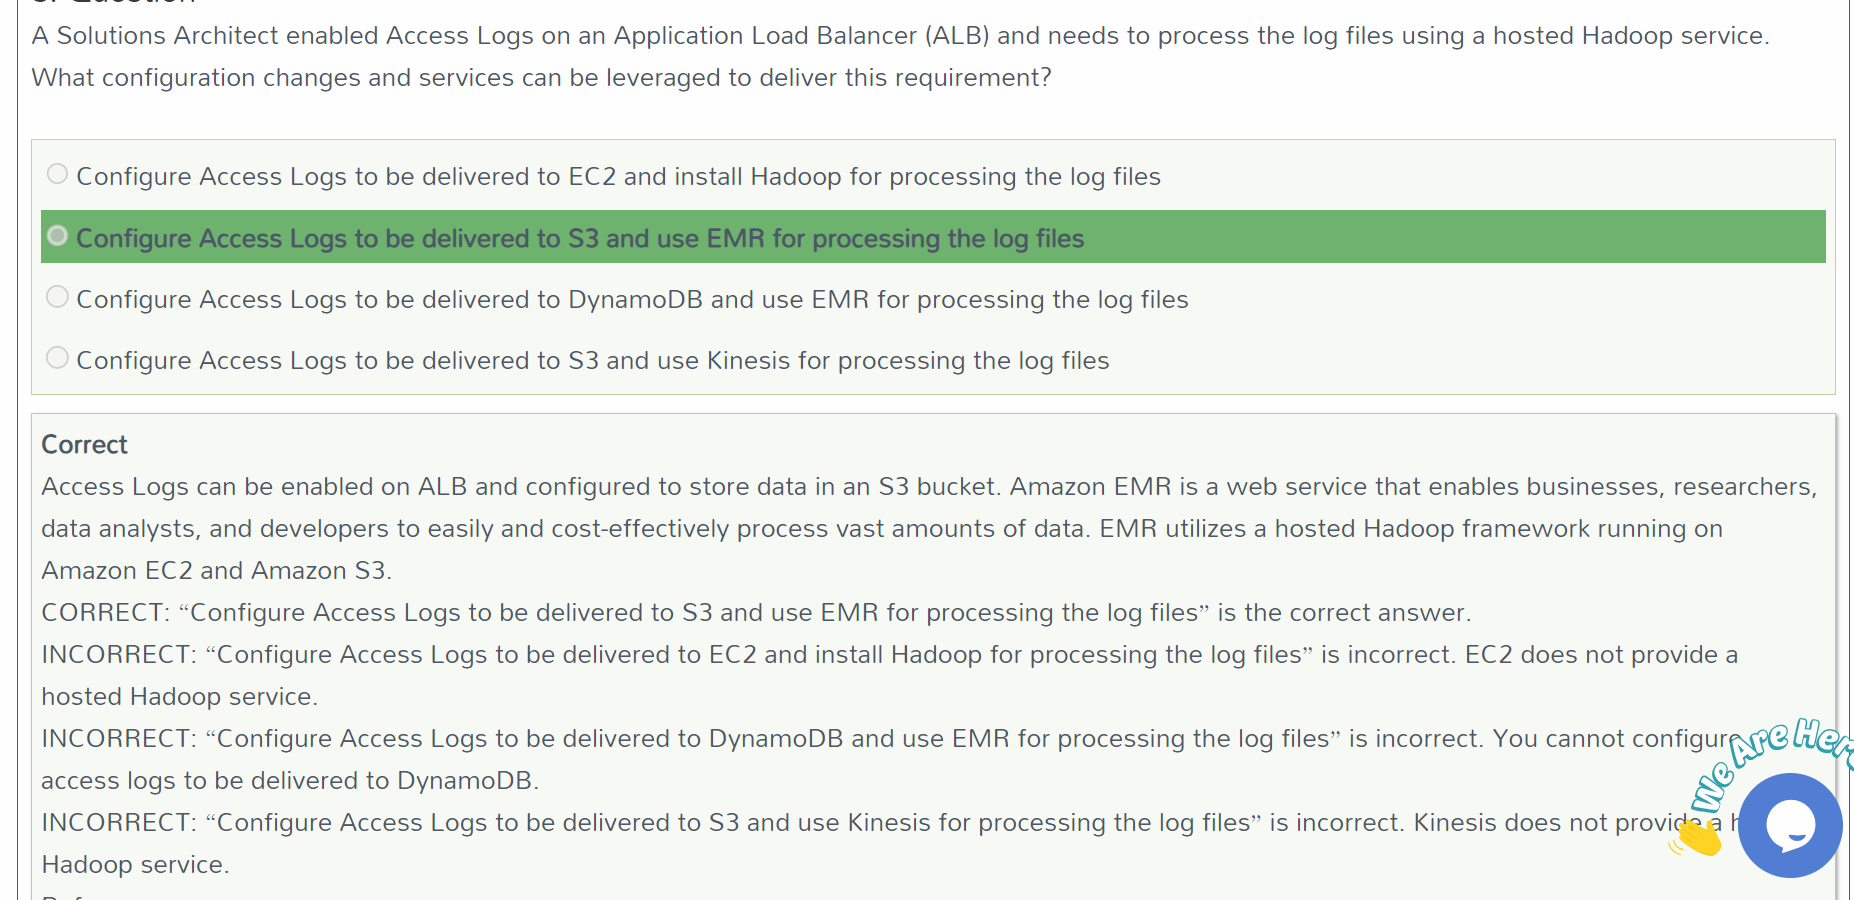 A Solutions Architect enabled Access Logs on an Application Load Balancer (ALB) and needs to process the log files using a hosted Hadoop service.
What configuration changes and services can be leveraged to deliver this requirement?
Configure Access Logs to be delivered to EC2 and install Hadoop for processing the log files
Configure Access Logs to be delivered to S3 and use EMR for processing the log files
Configure Access Logs to be delivered to DynamoDB and use EMR for processing the log files
Configure Access Logs to be delivered to S3 and use Kinesis for processing the log files
Correct
Access Logs can be enabled on ALB and configured to store data in an S3 bucket. Amazon EMR is a web service that enables businesses, researchers,
data analysts, and developers to easily and cost-effectively process vast amounts of data. EMR utilizes a hosted Hadoop framework running on
Amazon EC2 and Amazon S3.
CORRECT: “Configure Access Logs to be delivered to S3 and use EMR for processing the log files” is the correct answer.
INCORRECT: “Configure Access Logs to be delivered to EC2 and install Hadoop for processing the log files” is incorrect. EC2 does not provide a
hosted Hadoop service.
INCORRECT: “Configure Access Logs to be delivered to DynamoDB and use EMR for processing the log files” is incorrect. You cannot configure
access logs to be delivered to DynamoDB.
INCORRECT: “Configure Access Logs to be delivered to S3 and use Kinesis for processing the log files” is incorrect. Kinesis does not provide a
Hadoop service.
We Are Here